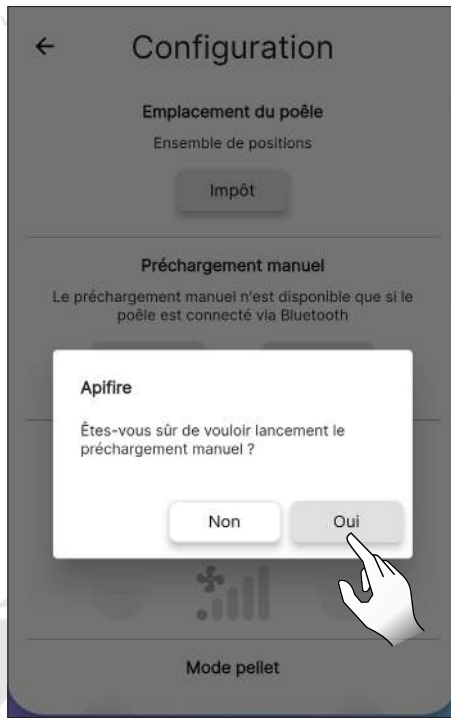 Configuration
Emplacement du poêle
Ensemble de positions
Impôt
Préchargement manuel
Le préchargement manuel n'est disponible que si le
poêle est connecté via Bluetooth
Apifire
Êtes-vous sûr de vouloir lancement le
préchargement manuel ?
Non
Oui
Mode pellet